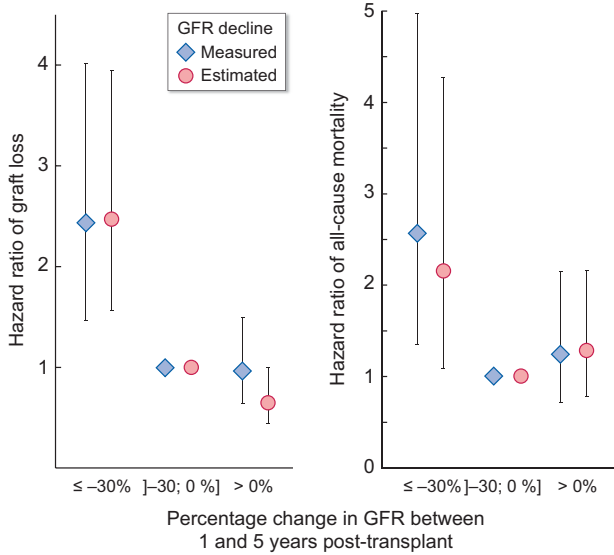 GFR decline
Measured
Estimated
Hazard ratio of graft loss
4
3
2
1
≤ –30%
]–30; 0 %]
> 0%
Hazard ratio of all-cause mortality
5
4
3
2
1
0
≤ –30%
]–30; 0 %]
> 0%
Percentage change in GFR between
1 and 5 years post-transplant